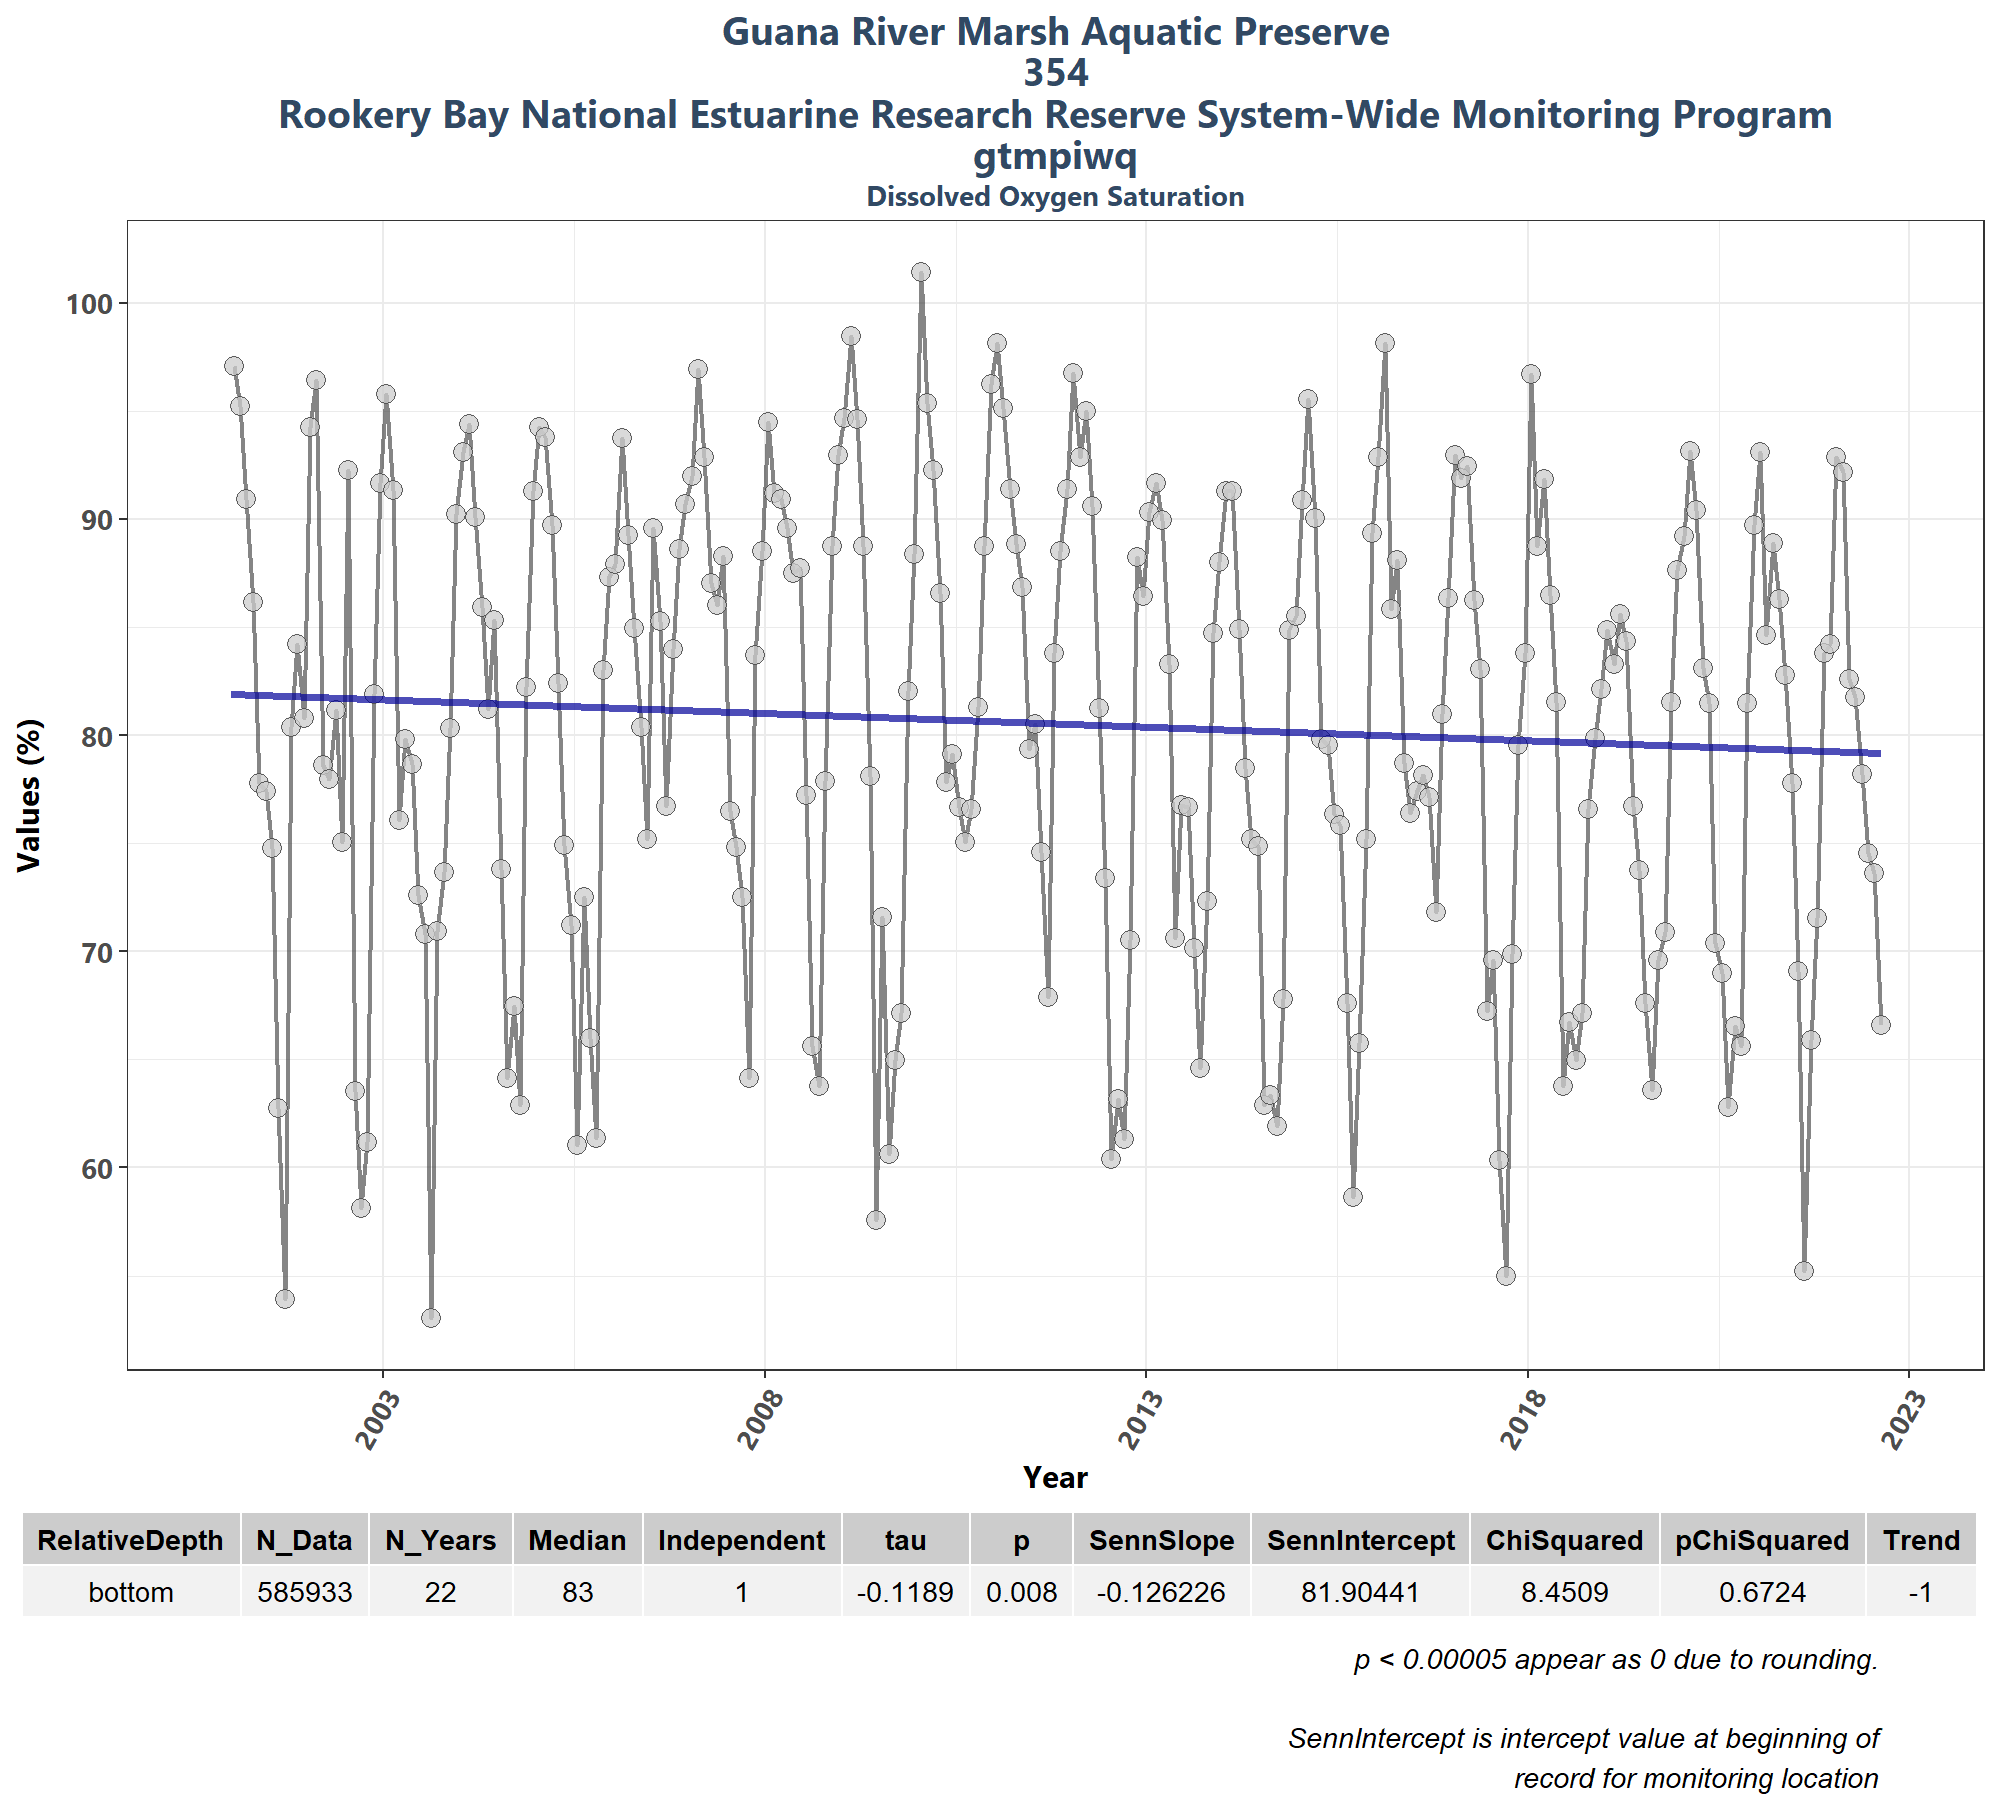 Guana River Marsh Aquatic Preserve
354
Rookery Bay National Estuarine Research Reserve System-Wide Monitoring Program
gtmpiwq
Dissolved Oxygen Saturation
Values (%)
100
90
80
70
60
2003
2008
2013
2018
2023
Year
RelativeDepth N_Data N_Years Median Independent tau p SennSlope SennIntercept ChiSquared pChiSquared Trend
bottom 585933 22 83 1 -0.1189 0.008 -0.126226 81.90441 8.4509 0.6724 -1
p < 0.00005 appear as 0 due to rounding.
SennIntercept is intercept value at beginning of
record for monitoring location